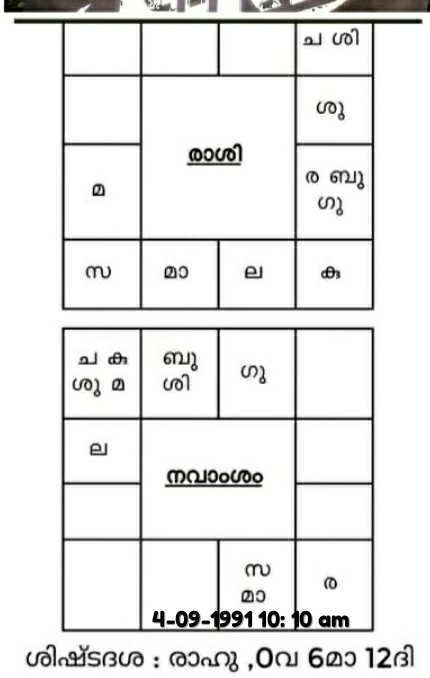 ച ശി
ശു
രാശി
മ
ര ബു
ഗു
സ
മാ
ല
കു
ച കു
ശു മ
ബു
ശി
ഗു
ല
നവാംശം
സ
മാ
ര
4-09-1991 10: 10 am
ശിഷ്ടദശ : രാഹു ,0വ 6മാ 12ദി